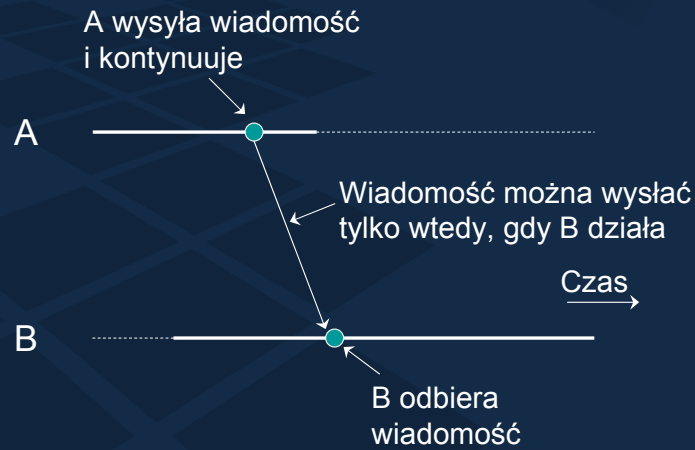 A wysyła wiadomość
i kontynuuje
A
Wiadomość można wysłać
tylko wtedy, gdy B działa
Czas
B
B odbiera
wiadomość